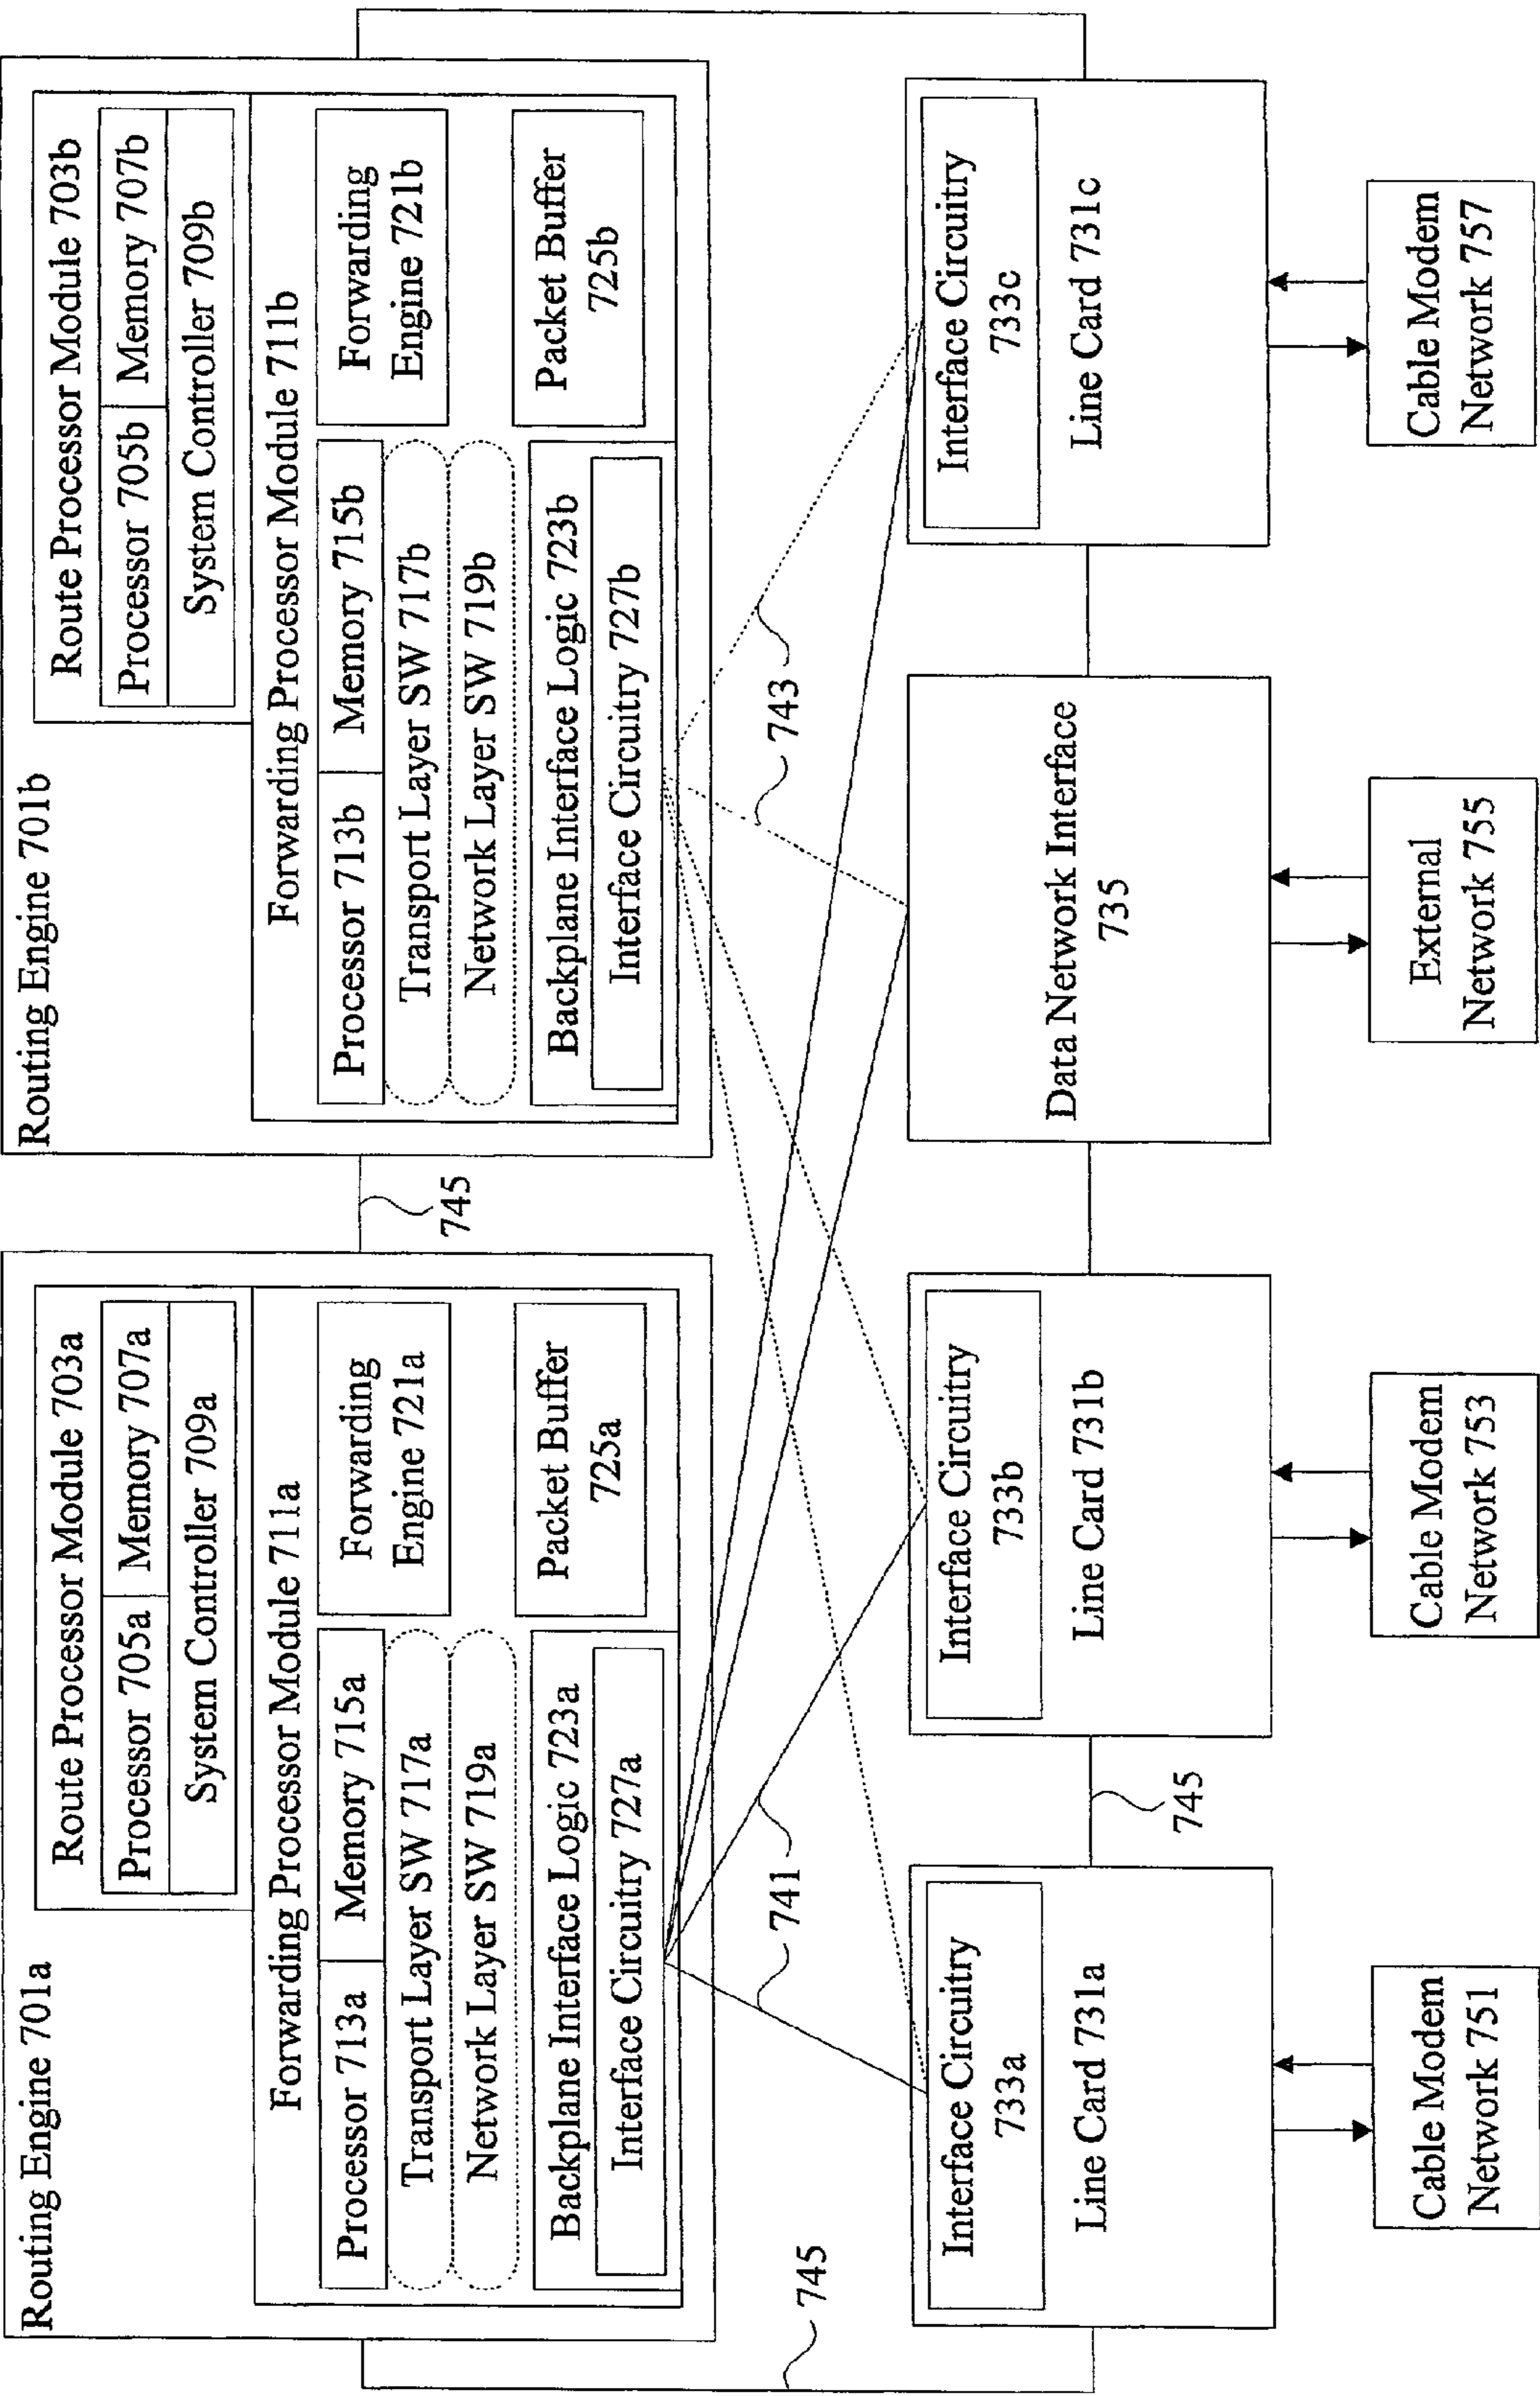 Routing Engine 701a
Route Processor Module 703a
Processor 705a
Memory 707a
System Controller 709a
Forwarding Processor Module 711a
Processor 713a
Memory 715a
Transport Layer SW 717a
Network Layer SW 719a
Forwarding
Engine 721a
Backplane Interface Logic 723a
Interface Circuitry 727a
Packet Buffer
725a
745
Routing Engine 701b
Route Processor Module 703b
Processor 705b
Memory 707b
System Controller 709b
Forwarding Processor Module 711b
Processor 713b
Memory 715b
Transport Layer SW 717b
Network Layer SW 719b
Forwarding
Engine 721b
Backplane Interface Logic 723b
Interface Circuitry 727b
Packet Buffer
725b
745
741
743
Interface Circuitry
733a
Line Card 731a
745
Interface Circuitry
733b
Line Card 731b
Data Network Interface
735
Interface Circuitry
733c
Line Card 731c
Cable Modem
Network 751
Cable Modem
Network 753
External
Network 755
Cable Modem
Network 757